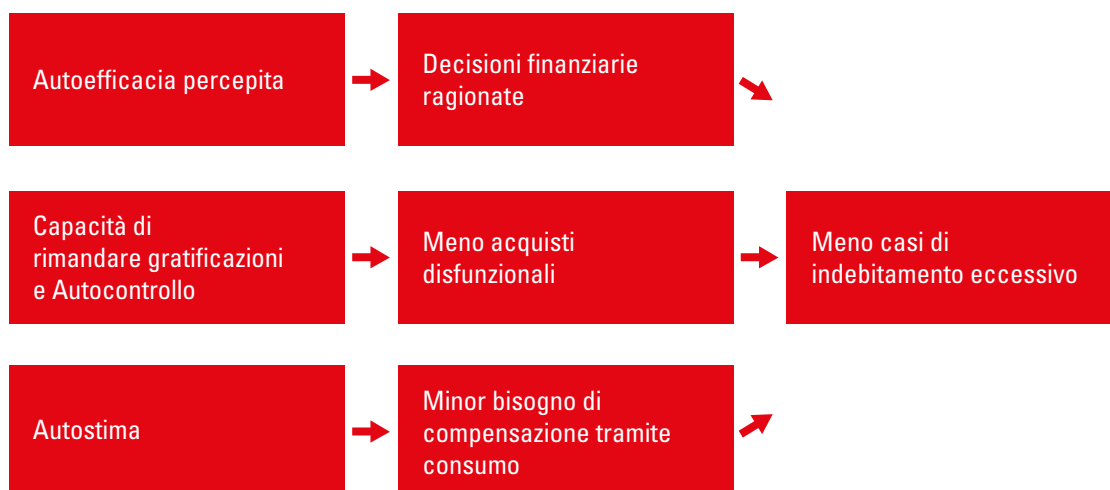 Autoefficacia percepita
Decisioni finanziarie
ragionate
Capacità di
rimandare gratificazioni
e Autocontrollo
Meno acquisti
disfunzionali
Meno casi di
indebitamento eccessivo
Autostima
Minor bisogno di
compensazione tramite
consumo